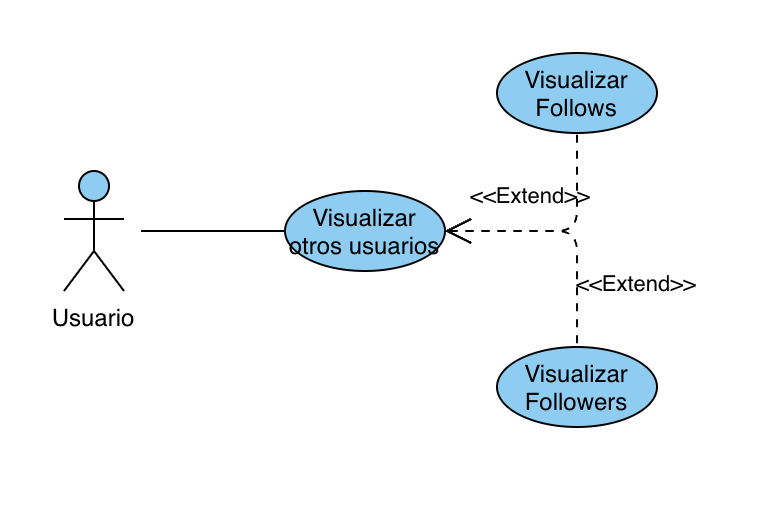 Visualizar
Follows
<<Extend>>
Visualizar
otros usuarios
<<Extend>>
Usuario
Visualizar
Followers